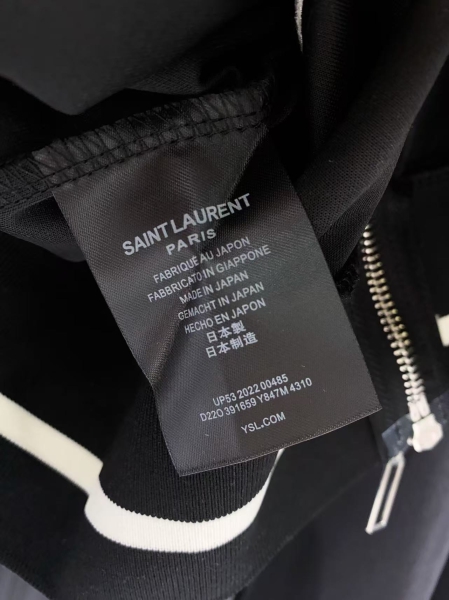 SAINT LAURENT
PARIS
FABRIQUE AU JAPON
FABBRICATO IN GIAPPONE
MADE IN JAPAN
GEMACHT IN JAPAN
HECHO EN JAPON
日本製
日本制造
UP53 2022 00485
D22O 391659 Y847M 4310
YSL.COM